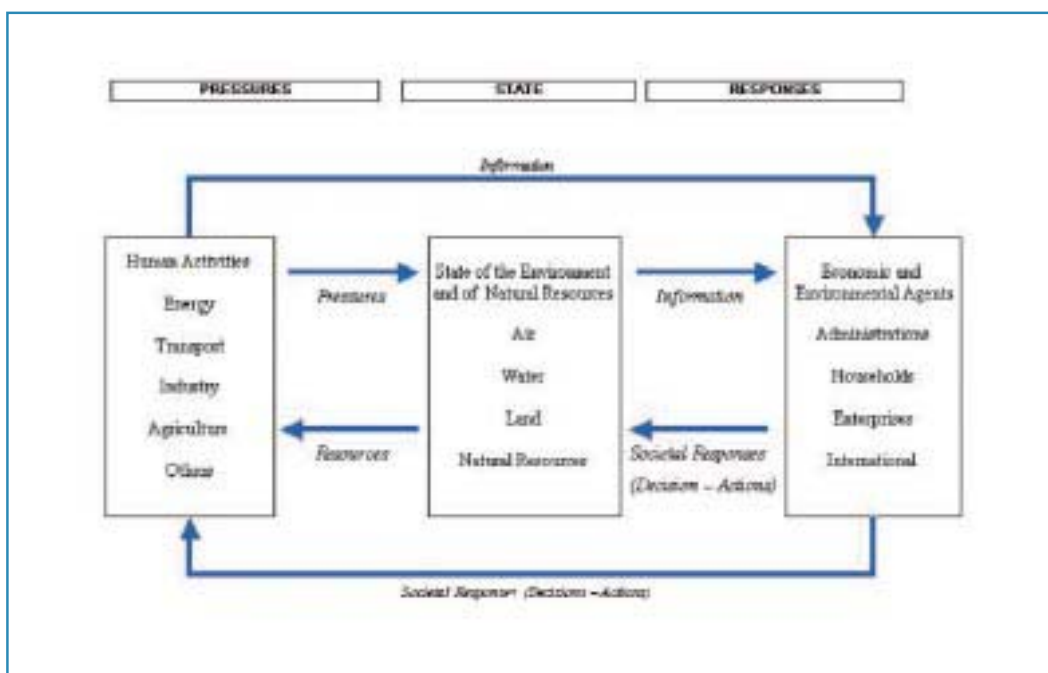 PRESSURES
STATE
RESPONSES
Information
Human Activities
Energy
Transport
Industry
Agriculture
Others
Pressures
Resources
State of the Environment
and of Natural Resources
Air
Water
Land
Natural Resources
Information
Societal Responses
(Decision – Actions)
Economic and
Environmental Agents
Administrations
Households
Enterprises
International
Societal Responses (Decisions – Actions)